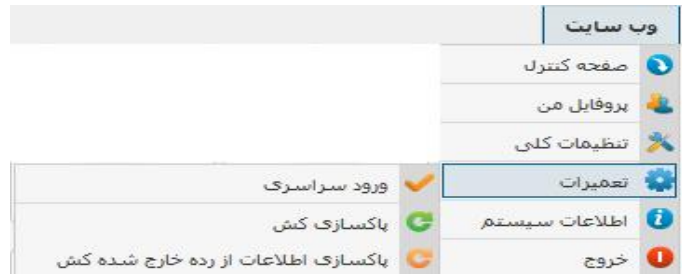 وب سایت
صفحه کنترل
پروفایل من
تنظیمات کلی
تعمیرات
ورود سراسری
اطلاعات سیستم
پاکسازی کش
خروج
پاکسازی اطلاعات از رده خارج شده کش